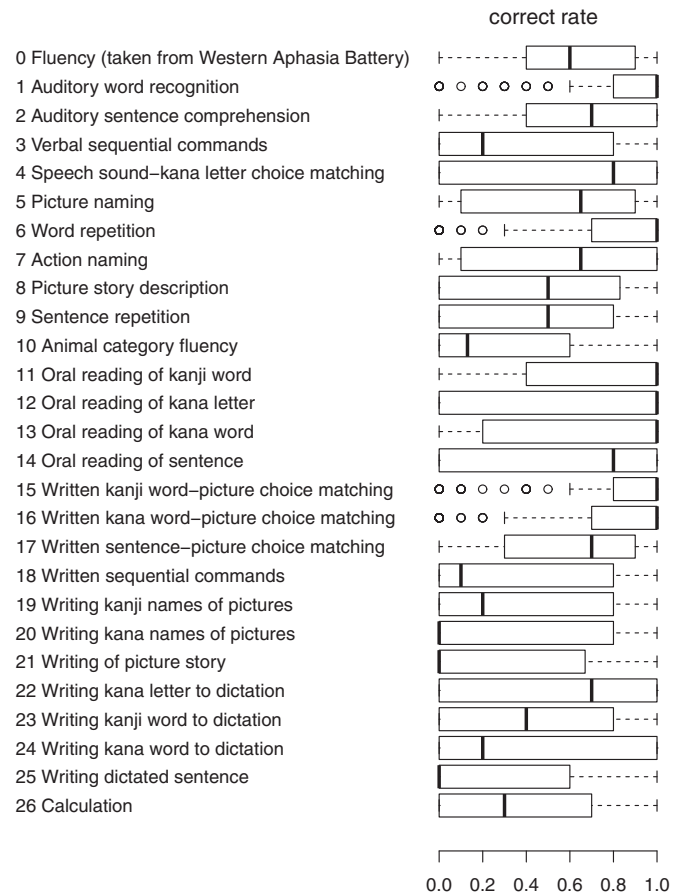 correct rate
0 Fluency (taken from Western Aphasia Battery)
1 Auditory word recognition
2 Auditory sentence comprehension
3 Verbal sequential commands
4 Speech sound−kana letter choice matching
5 Picture naming
6 Word repetition
7 Action naming
8 Picture story description
9 Sentence repetition
10 Animal category fluency
11 Oral reading of kanji word
12 Oral reading of kana letter
13 Oral reading of kana word
14 Oral reading of sentence
15 Written kanji word−picture choice matching
16 Written kana word−picture choice matching
17 Written sentence−picture choice matching
18 Written sequential commands
19 Writing kanji names of pictures
20 Writing kana names of pictures
21 Writing of picture story
22 Writing kana letter to dictation
23 Writing kanji word to dictation
24 Writing kana word to dictation
25 Writing dictated sentence
26 Calculation
0.0 0.2 0.4 0.6 0.8 1.0